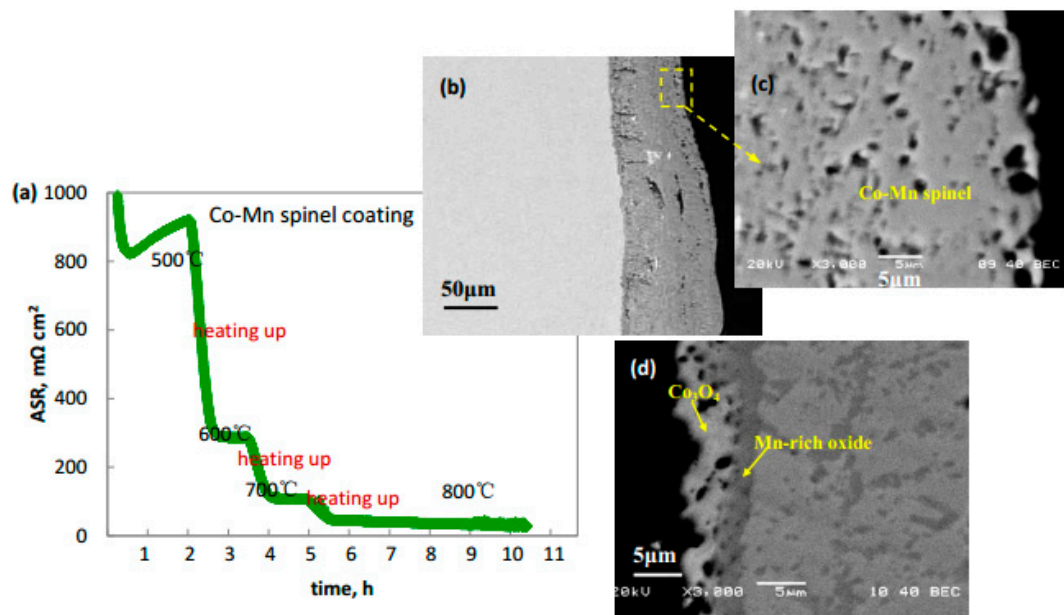 (a)
1000
800
600
400
200
0
ASR, mΩ cm²
Co-Mn spinel coating
500℃
heating up
600℃
heating up
700℃
heating up
800℃
1 2 3 4 5 6 7 8 9 10 11
time, h
(b)
50μm
(c)
Co-Mn spinel
20kV X3,000 5μm 09 40 BEC
5μm
(d)
Co₃O₄
Mn-rich oxide
5μm
20kV X3,000 5μm 10 40 BEC